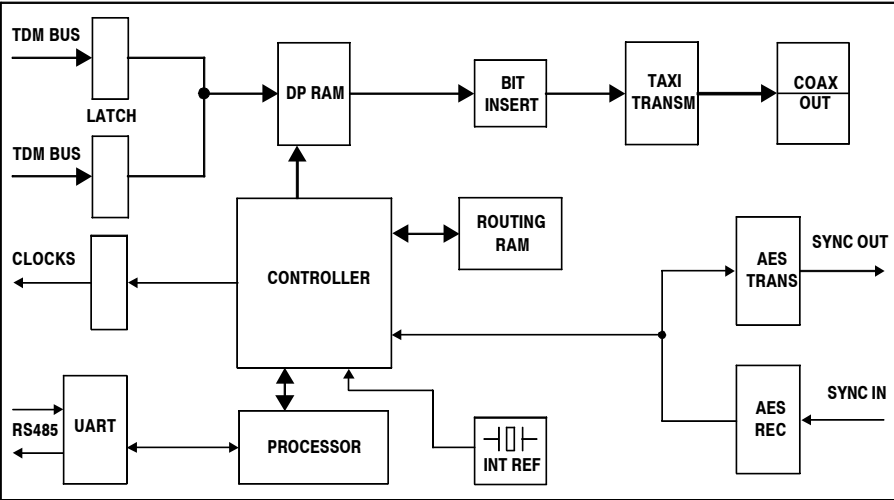 TDM BUS
LATCH
TDM BUS
DP RAM
BIT
INSERT
TAXI
TRANSM
COAX
OUT
CLOCKS
CONTROLLER
ROUTING
RAM
AES
TRANS
SYNC OUT
RS485
UART
PROCESSOR
INT REF
AES
REC
SYNC IN